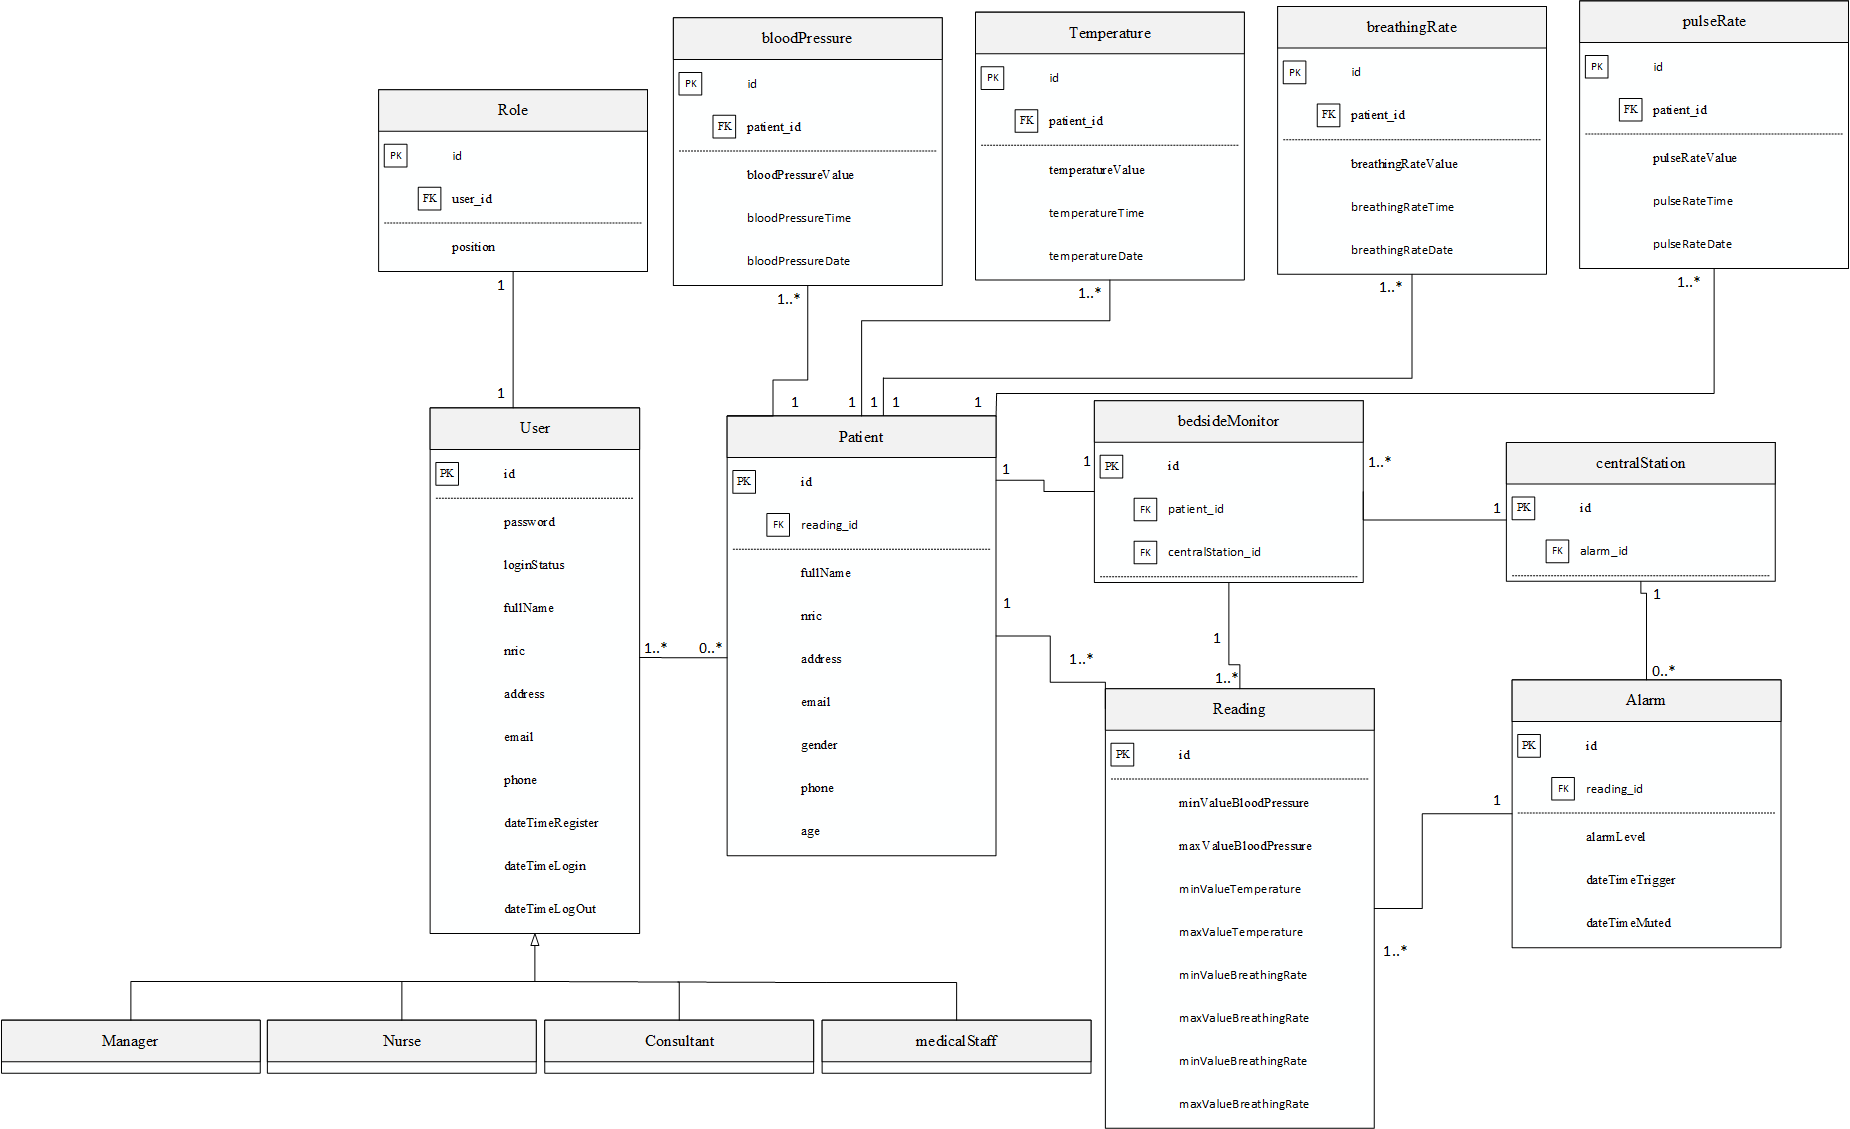 Role
PK id
FK user_id
position
1
1
bloodPressure
PK id
FK patient_id
bloodPressureValue
bloodPressureTime
bloodPressureDate
1..*
1
Temperature
PK id
FK patient_id
temperatureValue
temperatureTime
temperatureDate
1..*
1
breathingRate
PK id
FK patient_id
breathingRateValue
breathingRateTime
breathingRateDate
1..*
1
1
pulseRate
PK id
FK patient_id
pulseRateValue
pulseRateTime
pulseRateDate
1..*
1
User
PK id
password
loginStatus
fullName
nric
address
email
phone
dateTimeRegister
dateTimeLogin
dateTimeLogOut
1..*
0..*
Patient
PK id
FK reading_id
fullName
nric
address
email
gender
phone
age
1
1
1
1..*
bedsideMonitor
PK id
FK patient_id
FK centralStation_id
1..*
1
1
1..*
centralStation
PK id
FK alarm_id
1
0..*
Reading
PK id
minValueBloodPressure
maxValueBloodPressure
minValueTemperature
maxValueTemperature
minValueBreathingRate
maxValueBreathingRate
minValueBreathingRate
maxValueBreathingRate
1
1..*
Alarm
PK id
FK reading_id
alarmLevel
dateTimeTrigger
dateTimeMuted
Manager
Nurse
Consultant
medicalStaff